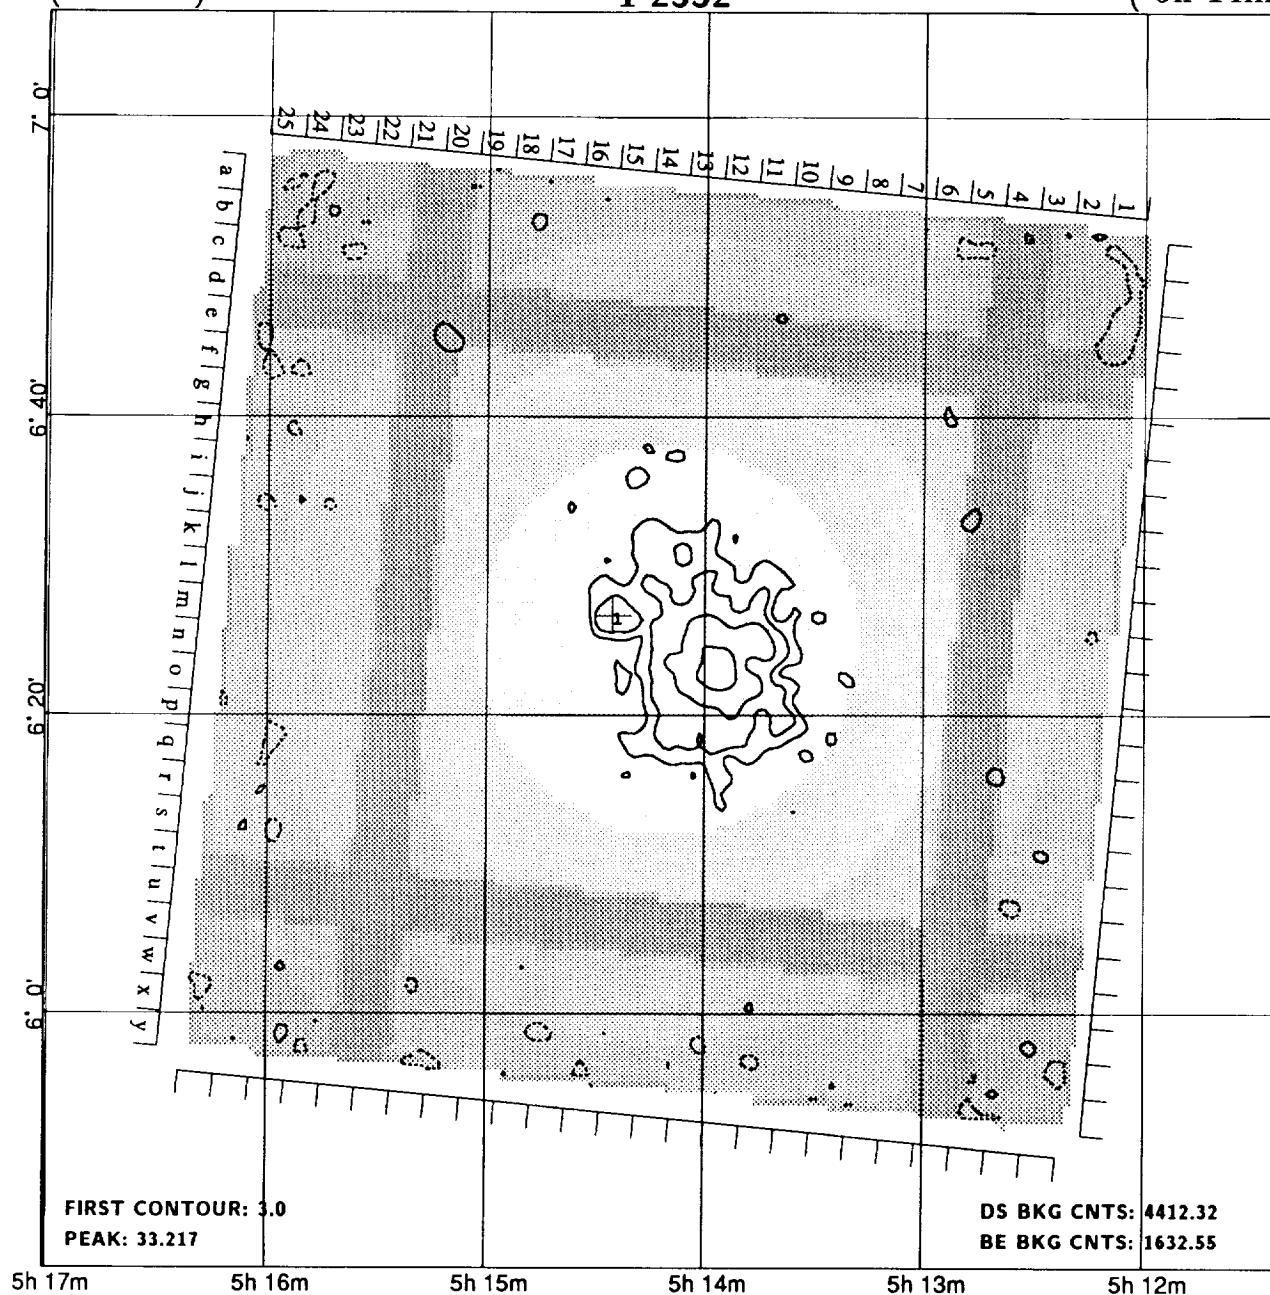 25 24 23 22 21 20 19 18 17 16 15 14 13 12 11 10 9 8 7 6 5 4 3 2 1
a
b
c
d
e
f
g
h
i
j
k
l
m
n
o
p
q
r
s
t
u
v
w
x
y
7° 0'
6° 40'
6° 20'
6° 0'
1
FIRST CONTOUR: 3.0
PEAK: 33.217
DS BKG CNTS: 4412.32
BE BKG CNTS: 1632.55
5h 17m 5h 16m 5h 15m 5h 14m 5h 13m 5h 12m